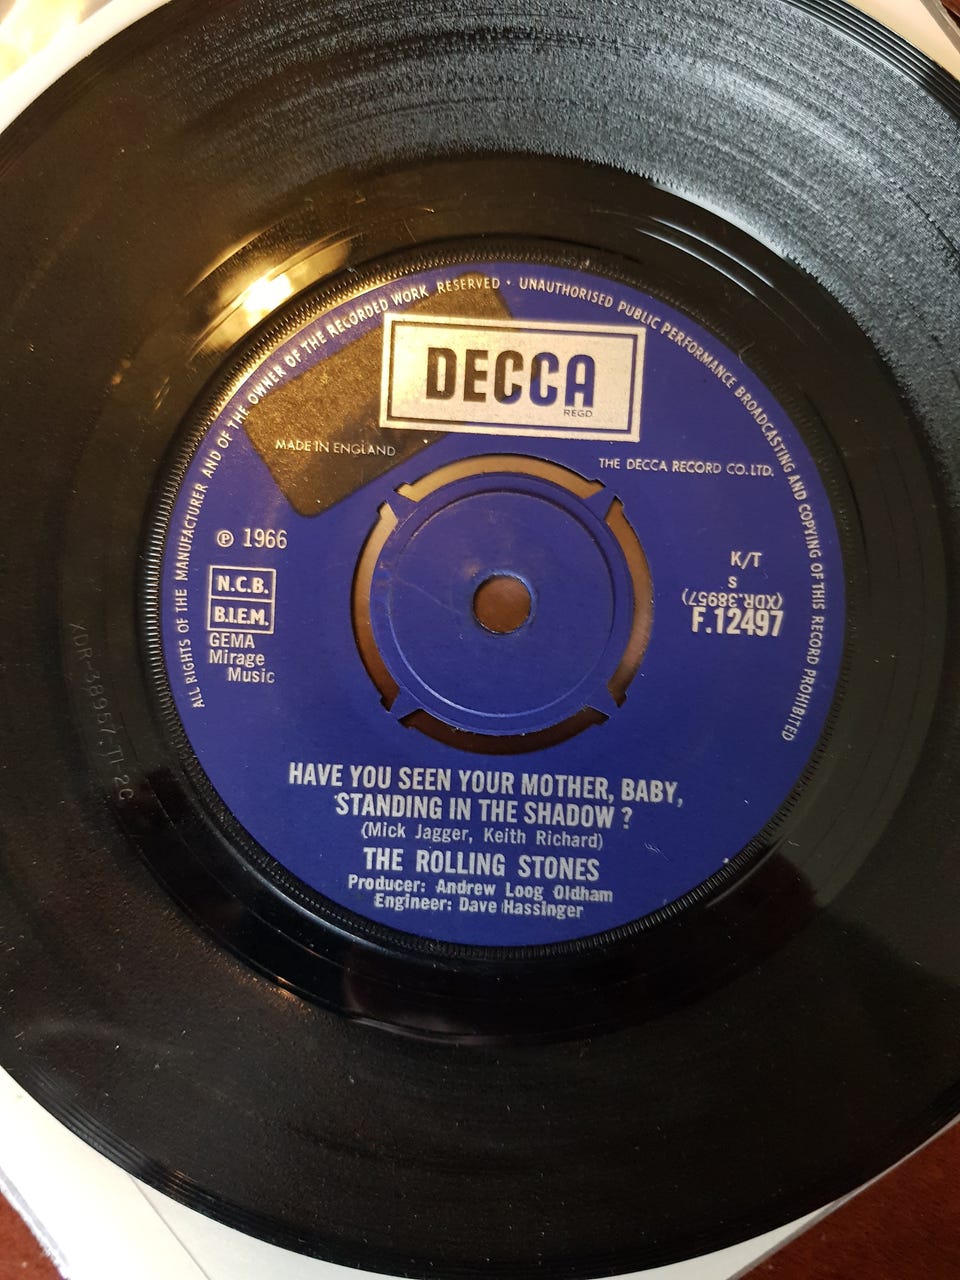 ALL RIGHTS OF THE MANUFACTURER AND OF THE OWNER OF THE RECORDED WORK RESERVED · UNAUTHORISED PUBLIC PERFORMANCE BROADCASTING AND COPYING OF THIS RECORD PROHIBITED
DECCA
REGD
MADE IN ENGLAND
THE DECCA RECORD CO. LTD.
℗ 1966
N.C.B.
B.I.E.M.
GEMA
Mirage
Music
K/T
S
(XDR.38957)
F.12497
HAVE YOU SEEN YOUR MOTHER, BABY,
STANDING IN THE SHADOW ?
(Mick Jagger, Keith Richard)
THE ROLLING STONES
Producer: Andrew Loog Oldham
Engineer: Dave Hassinger
XDR-38957-T1-2C